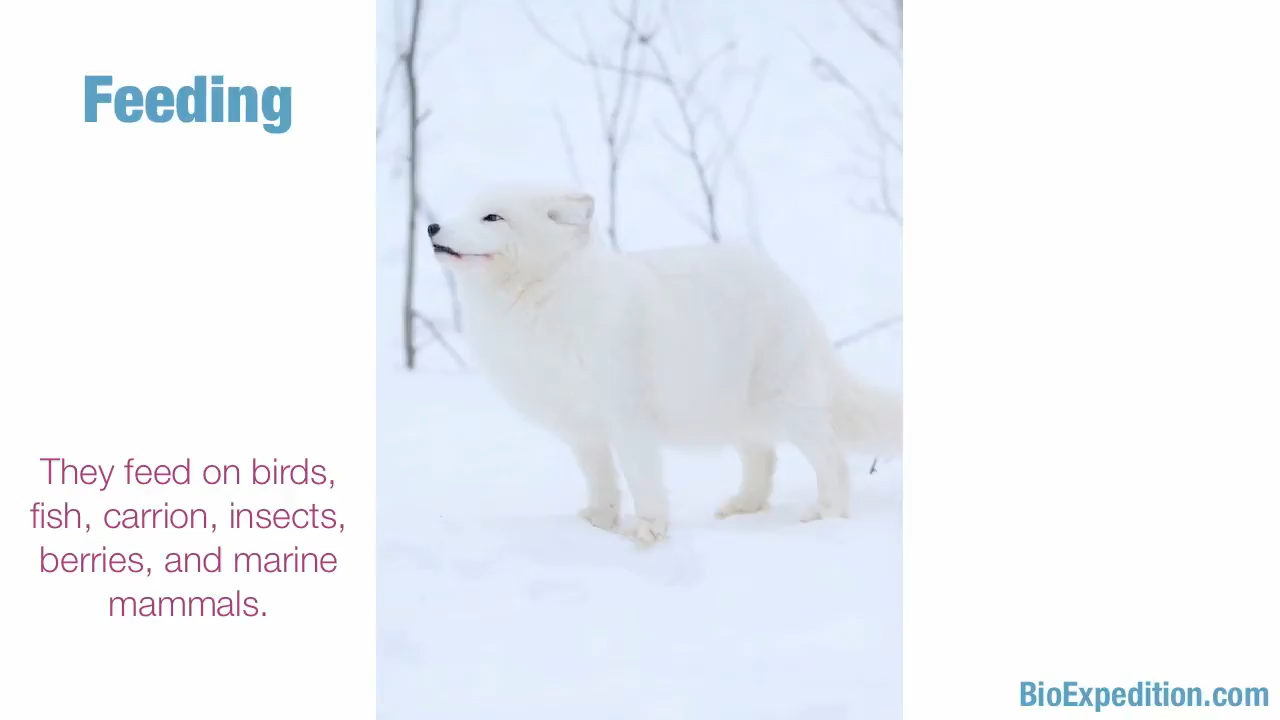 Feeding
They feed on birds,
fish, carrion, insects,
berries, and marine
mammals.
BioExpedition.com